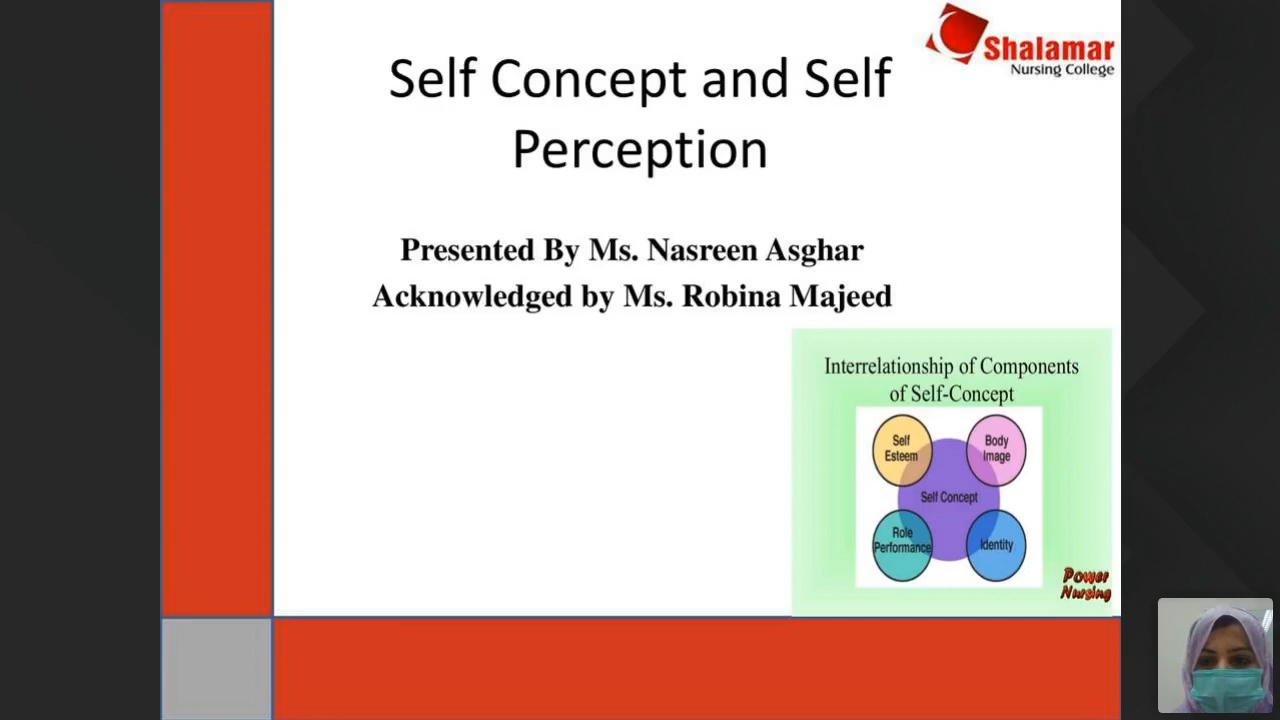 Shalamar
Nursing College
Self Concept and Self
Perception
Presented By Ms. Nasreen Asghar
Acknowledged by Ms. Robina Majeed
Interrelationship of Components
of Self-Concept
Self
Esteem
Body
Image
Self Concept
Role
Performance
Identity
Power
Nursing